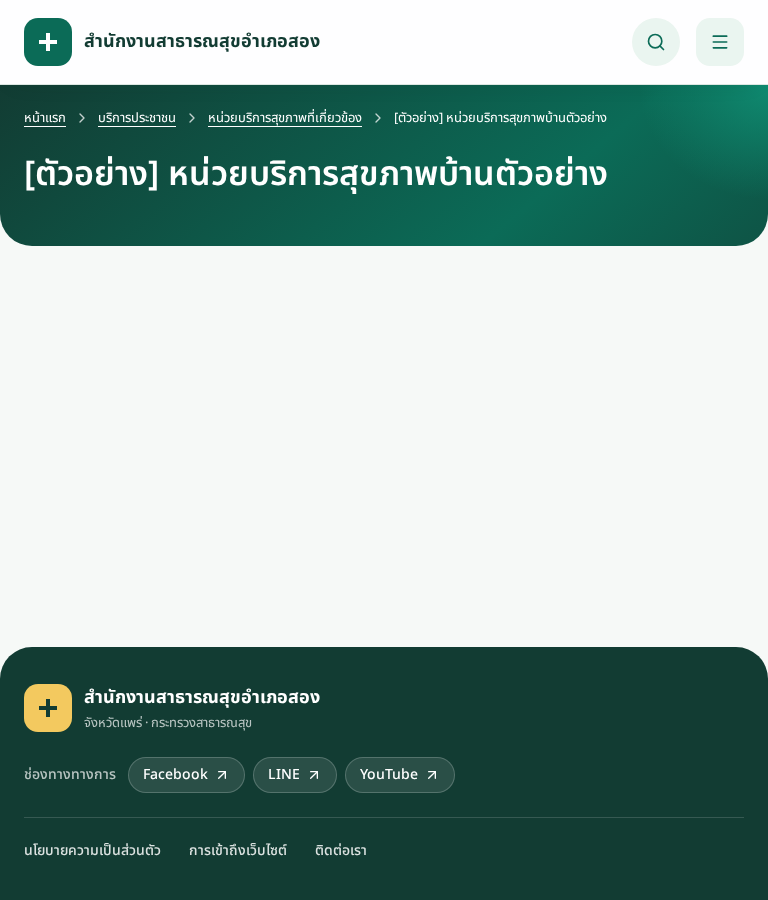 สำนักงานสาธารณสุขอำเภอสอง
หน้าแรก > บริการประชาชน > หน่วยบริการสุขภาพที่เกี่ยวข้อง > [ตัวอย่าง] หน่วยบริการสุขภาพบ้านตัวอย่าง
[ตัวอย่าง] หน่วยบริการสุขภาพบ้านตัวอย่าง
สำนักงานสาธารณสุขอำเภอสอง
จังหวัดแพร่ · กระทรวงสาธารณสุข
ช่องทางทางการ Facebook LINE YouTube
นโยบายความเป็นส่วนตัว การเข้าถึงเว็บไซต์ ติดต่อเรา